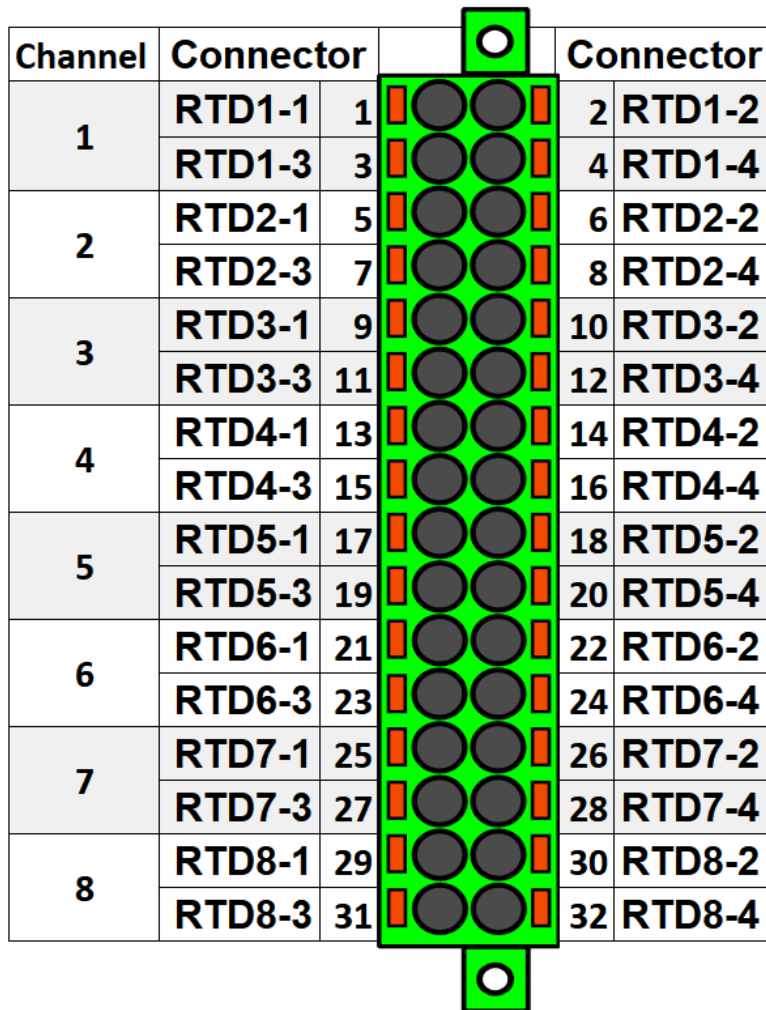 Channel Connector Connector
1
RTD1-1 1 2 RTD1-2
RTD1-3 3 4 RTD1-4
2
RTD2-1 5 6 RTD2-2
RTD2-3 7 8 RTD2-4
3
RTD3-1 9 10 RTD3-2
RTD3-3 11 12 RTD3-4
4
RTD4-1 13 14 RTD4-2
RTD4-3 15 16 RTD4-4
5
RTD5-1 17 18 RTD5-2
RTD5-3 19 20 RTD5-4
6
RTD6-1 21 22 RTD6-2
RTD6-3 23 24 RTD6-4
7
RTD7-1 25 26 RTD7-2
RTD7-3 27 28 RTD7-4
8
RTD8-1 29 30 RTD8-2
RTD8-3 31 32 RTD8-4